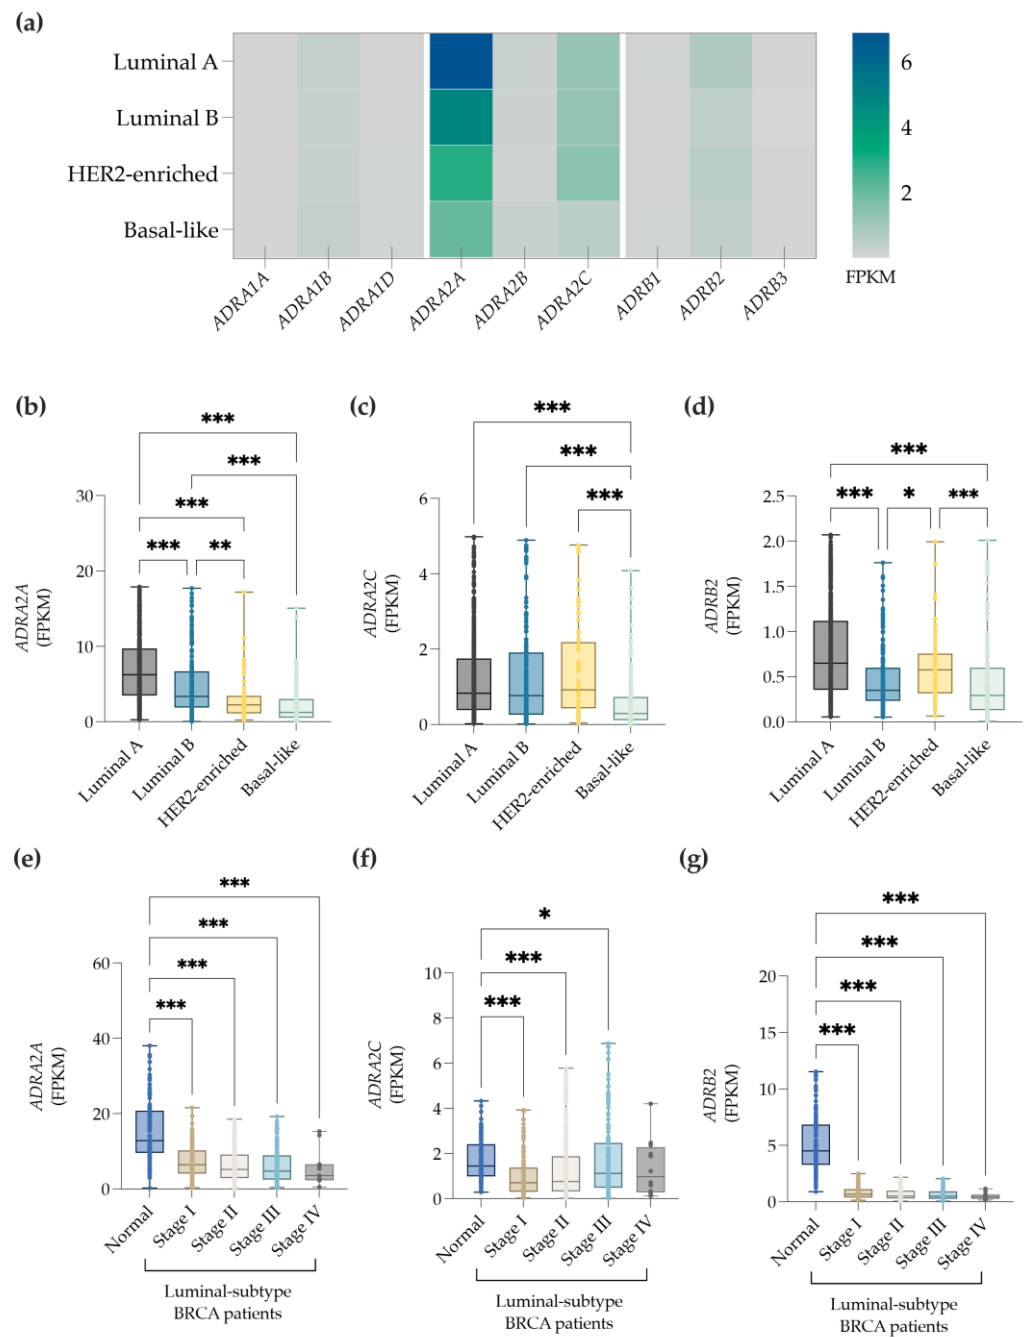 (a)
Luminal A
Luminal B
HER2-enriched
Basal-like
ADRA1A
ADRA1B
ADRA1D
ADRA2A
ADRA2B
ADRA2C
ADRB1
ADRB2
ADRB3
6
4
2
FPKM
(b)
***
***
***
*** **
30
20
10
0
ADRA2A
(FPKM)
Luminal A
Luminal B
HER2-enriched
Basal-like
(c)
***
***
***
6
4
2
0
ADRA2C
(FPKM)
Luminal A
Luminal B
HER2-enriched
Basal-like
(d)
***
*** * ***
2.5
2.0
1.5
1.0
0.5
0.0
ADRB2
(FPKM)
Luminal A
Luminal B
HER2-enriched
Basal-like
(e)
***
***
***
***
60
40
20
0
ADRA2A
(FPKM)
Normal
Stage I
Stage II
Stage III
Stage IV
Luminal-subtype
BRCA patients
(f)
*
***
***
10
8
6
4
2
0
ADRA2C
(FPKM)
Normal
Stage I
Stage II
Stage III
Stage IV
Luminal-subtype
BRCA patients
(g)
***
***
***
***
20
15
10
5
0
ADRB2
(FPKM)
Normal
Stage I
Stage II
Stage III
Stage IV
Luminal-subtype
BRCA patients